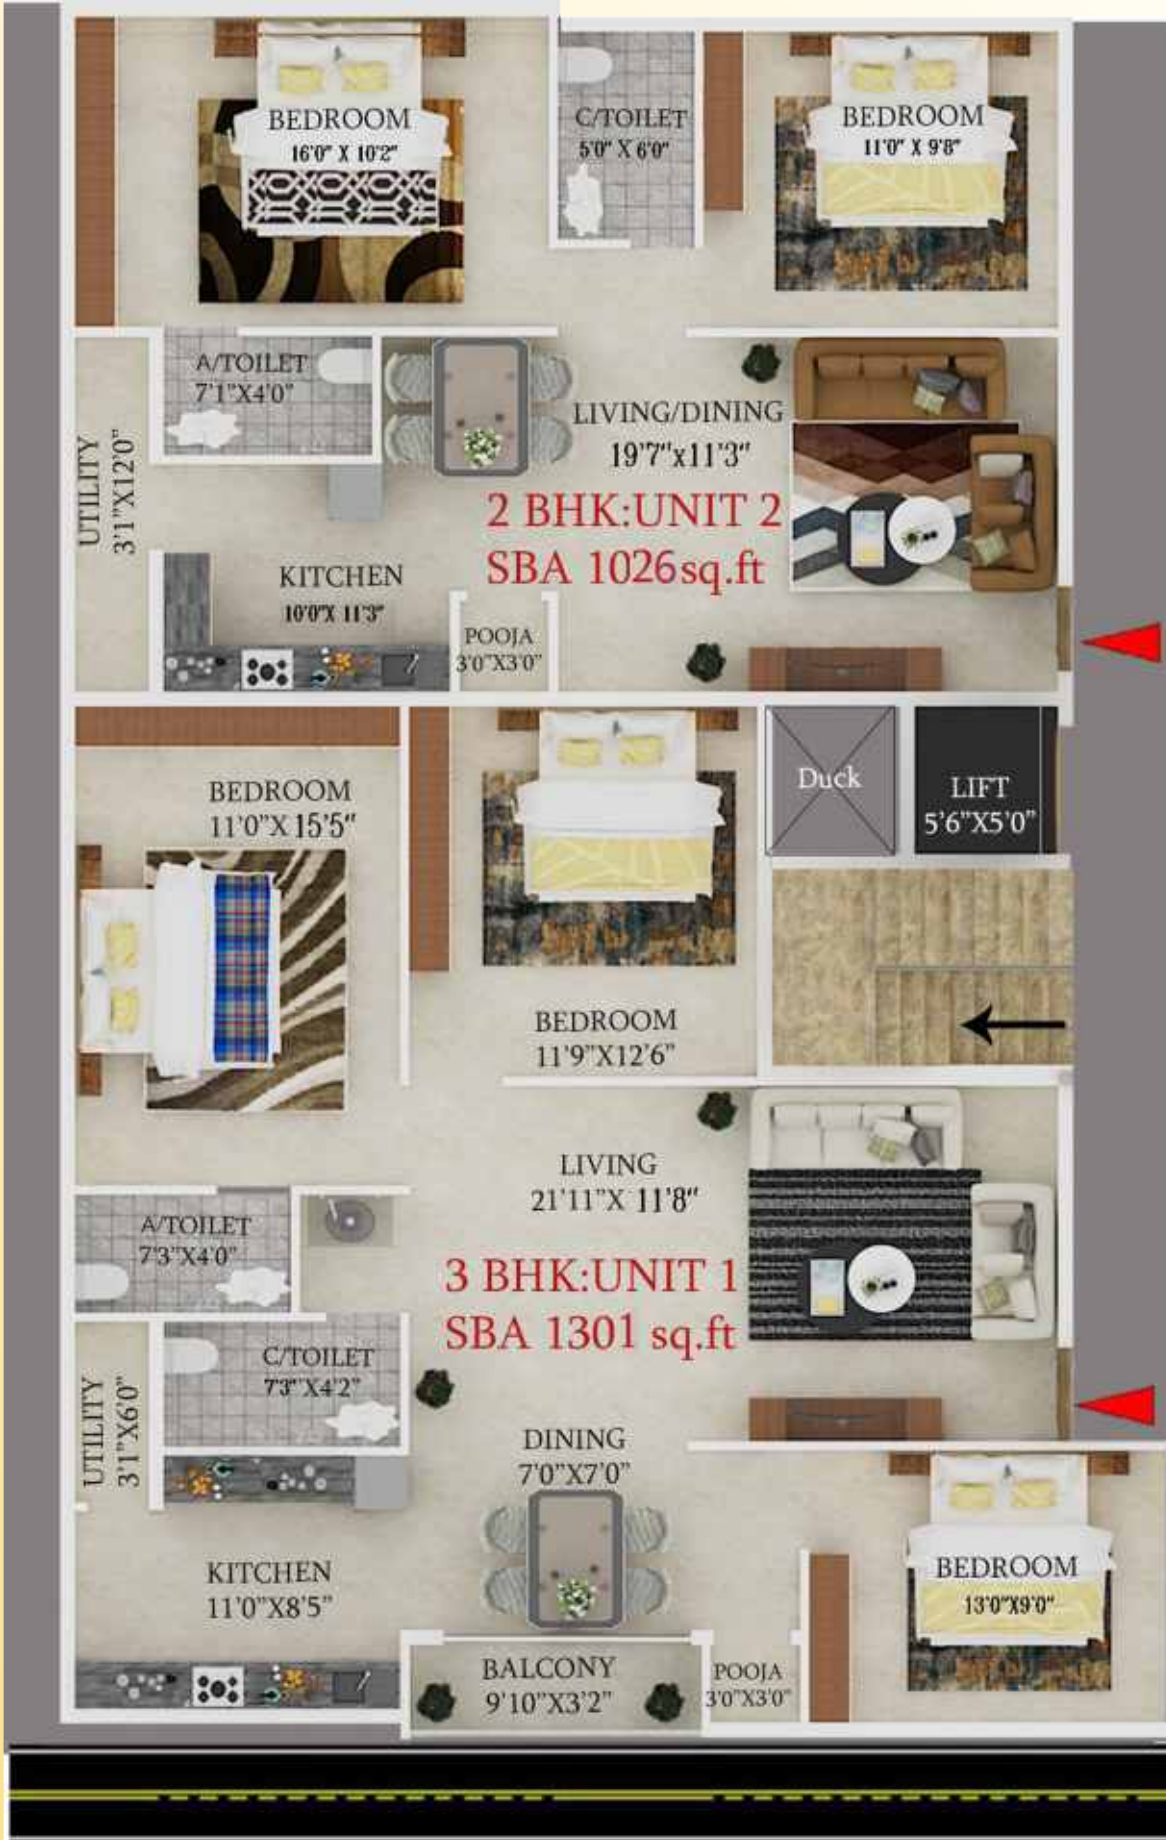 BEDROOM
16'0" X 10'2"
C/TOILET
5'0" X 6'0"
BEDROOM
11'0" X 9'8"
A/TOILET
7'1"X4'0"
UTILITY
3'1"X12'0"
LIVING/DINING
19'7"x11'3"
2 BHK:UNIT 2
SBA 1026sq.ft
KITCHEN
10'0"X 11'3"
POOJA
3'0"X3'0"
BEDROOM
11'0"X 15'5"
Duck
LIFT
5'6"X5'0"
BEDROOM
11'9"X12'6"
LIVING
21'11"X 11'8"
A/TOILET
7'3"X4'0"
3 BHK:UNIT 1
SBA 1301 sq.ft
C/TOILET
7'3"X4'2"
UTILITY
3'1"X6'0"
DINING
7'0"X7'0"
KITCHEN
11'0"X8'5"
BEDROOM
13'0"X9'0"
BALCONY
9'10"X3'2"
POOJA
3'0"X3'0"